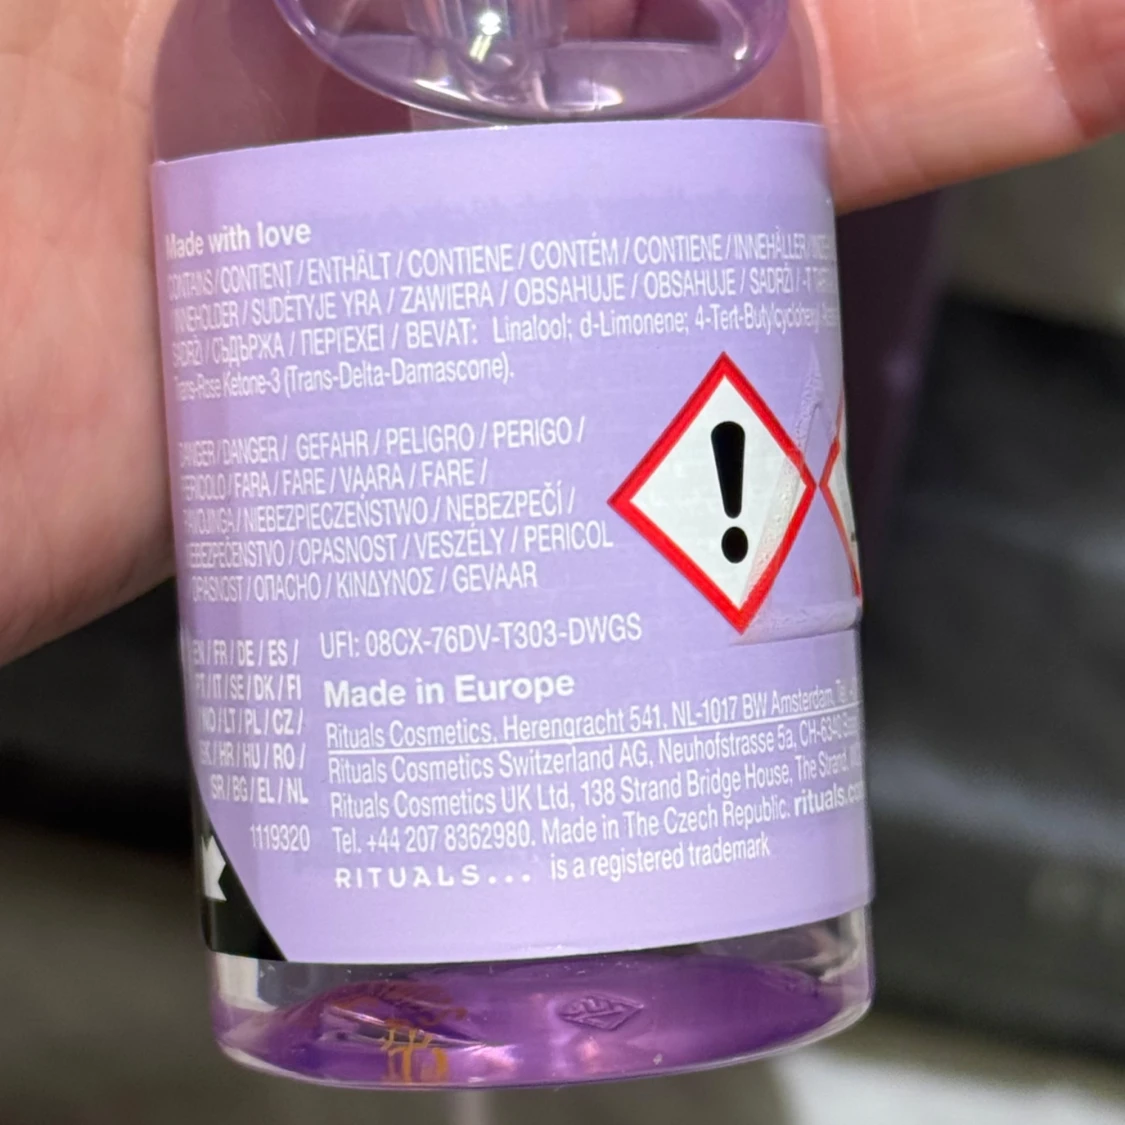 Made with love
CONTAINS / CONTIENT / ENTHÄLT / CONTIENE / CONTÉM / CONTIENE / INNEHÅLLER /
INNEHOLDER / SUDĖTYJE YRA / ZAWIERA / OBSAHUJE / OBSAHUJE / SADRŽI /
SADRŽI / СЪДЪРЖА / ΠΕΡΙΕΧΕΙ / BEVAT: Linalool; d-Limonene; 4-Tert-Butylcyclohexyl
Trans-Rose Ketone-3 (Trans-Delta-Damascone).
DANGER / DANGER / GEFAHR / PELIGRO / PERIGO /
PERICOLO / FARA / FARE / VAARA / FARE /
PAVOJINGA / NIEBEZPIECZEŃSTWO / NEBEZPEČÍ /
NEBEZPEČENSTVO / OPASNOST / VESZÉLY / PERICOL
OPASNOST / ОПАСНО / ΚΙΝΔΥΝΟΣ / GEVAAR
EN / FR / DE / ES /
PT / IT / SE / DK / FI
NO / LT / PL / CZ /
SK / HR / HU / RO /
SR / BG / EL / NL
1119320
UFI: 08CX-76DV-T303-DWGS
Made in Europe
Rituals Cosmetics, Herengracht 541, NL-1017 BW Amsterdam, Tel.
Rituals Cosmetics Switzerland AG, Neuhofstrasse 5a, CH-6340
Rituals Cosmetics UK Ltd, 138 Strand Bridge House, The Strand,
Tel. +44 207 8362980. Made in The Czech Republic. rituals.com
RITUALS... is a registered trademark